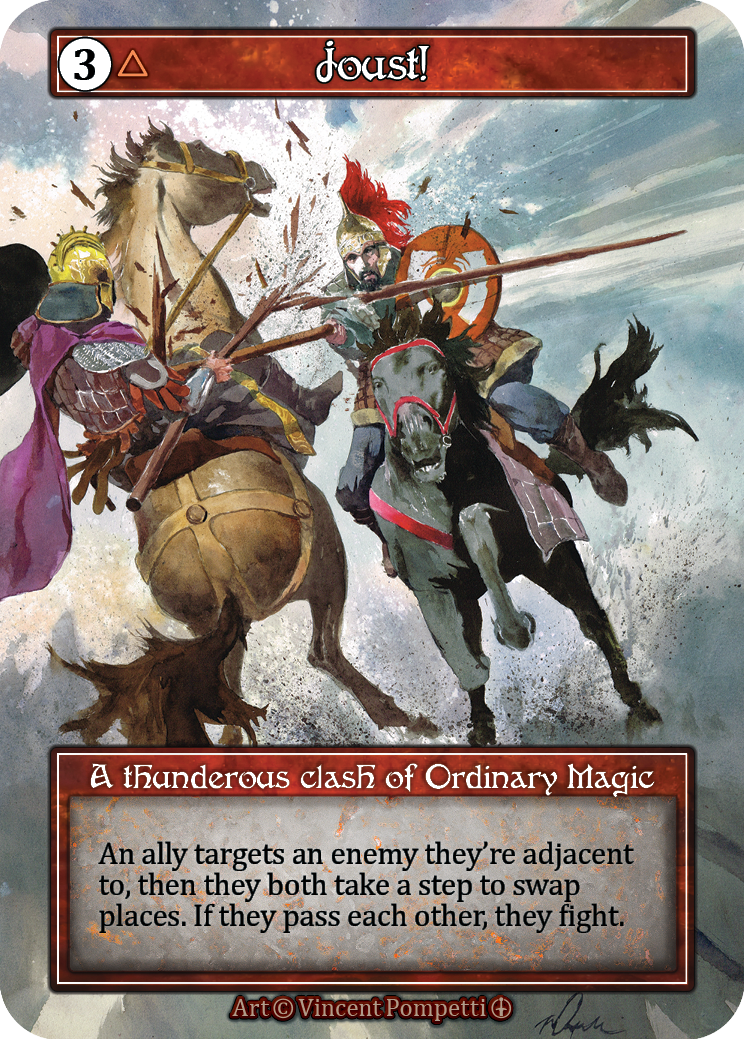 3
Joust!
A thunderous clash of Ordinary Magic
An ally targets an enemy they're adjacent
to, then they both take a step to swap
places. If they pass each other, they fight.
Art © Vincent Pompetti